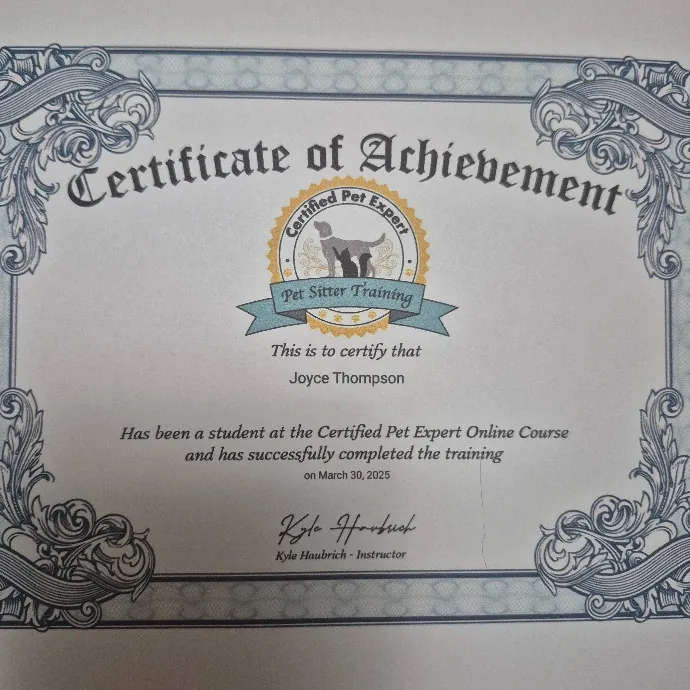 Certificate of Achievement
Certified Pet Expert
Pet Sitter Training
This is to certify that
Joyce Thompson
Has been a student at the Certified Pet Expert Online Course
and has successfully completed the training
on March 30, 2025
Kyle Haubrich
Kyle Haubrich - Instructor